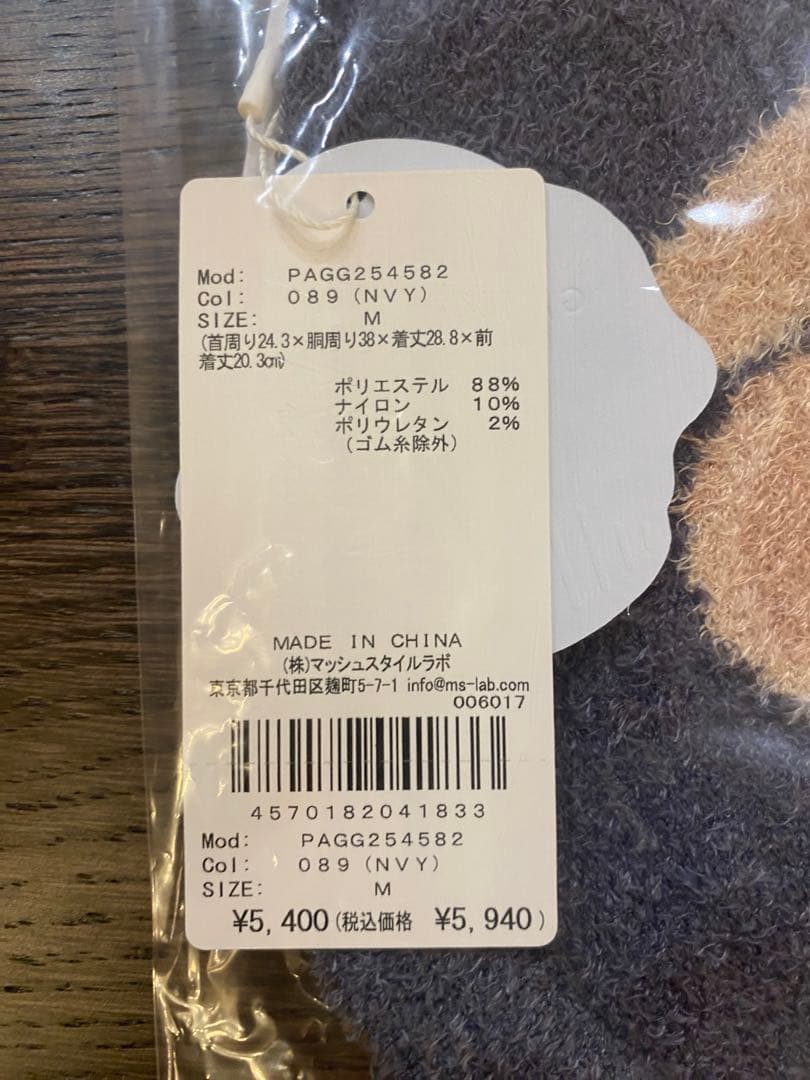 Mod: PAGG254582
Col: 089(NVY)
SIZE: M
(首周り24.3×胴周り38×着丈28.8×前
着丈20.3㎝)
ポリエステル 88%
ナイロン 10%
ポリウレタン 2%
(ゴム糸除外)
MADE IN CHINA
(株)マッシュスタイルラボ
東京都千代田区麹町5-7-1 info@ms-lab.com
006017
4570182041833
Mod: PAGG254582
Col: 089(NVY)
SIZE: M
¥5,400(税込価格 ¥5,940)